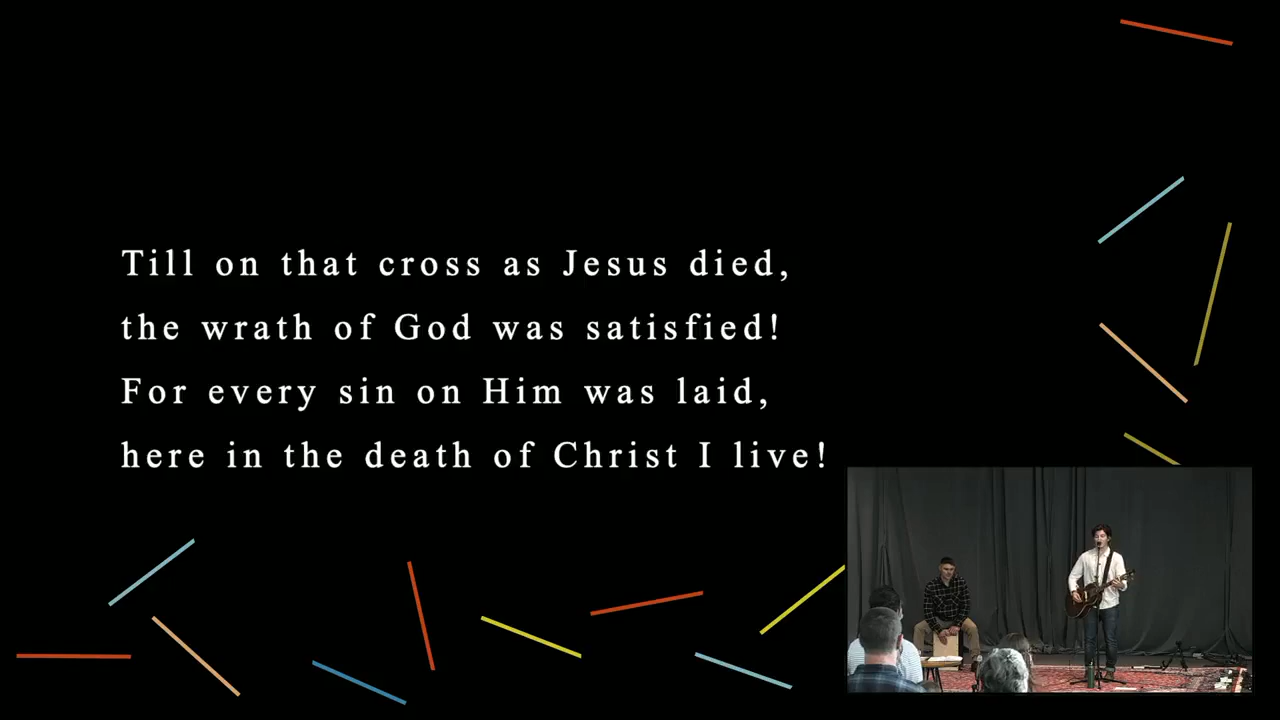 Till on that cross as Jesus died,
the wrath of God was satisfied!
For every sin on Him was laid,
here in the death of Christ I live!